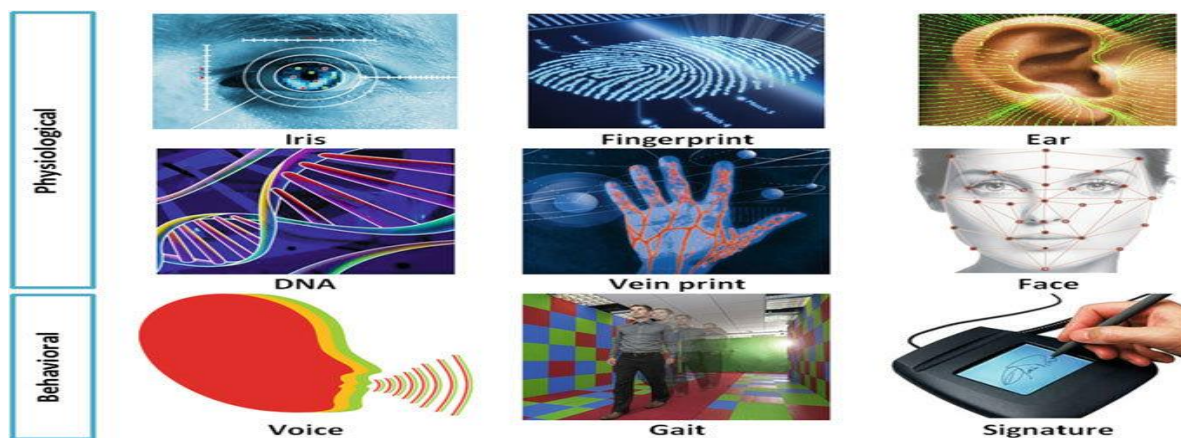 Physiological
Iris
Fingerprint
Ear
DNA
Vein print
Face
Behavioral
Voice
Gait
Signature